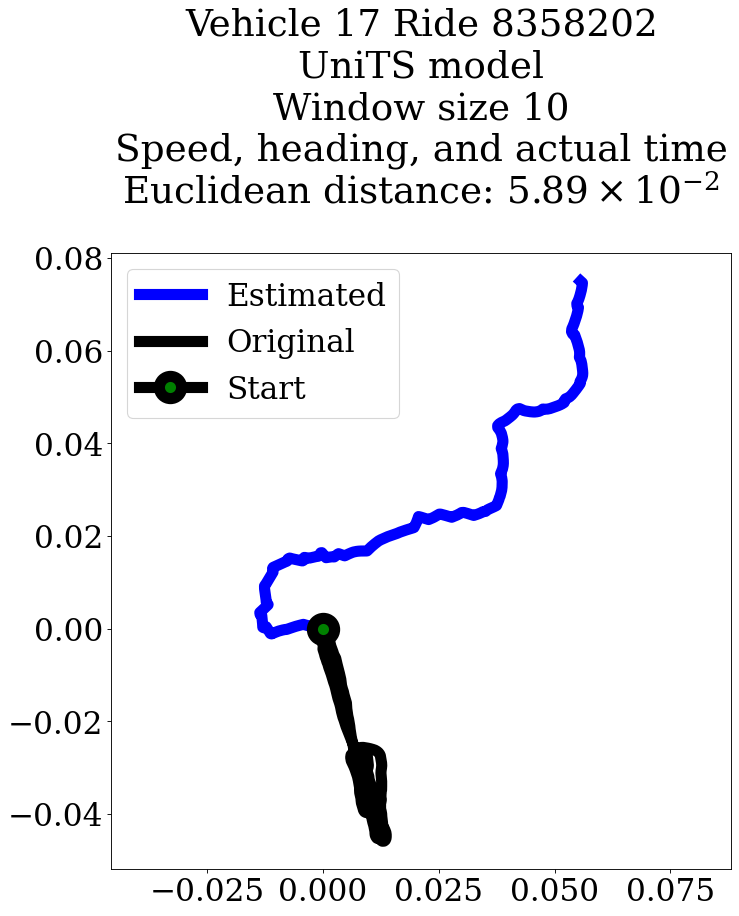 Vehicle 17 Ride 8358202
UniTS model
Window size 10
Speed, heading, and actual time
Euclidean distance: 5.89 × 10⁻²
0.08
0.06
0.04
0.02
0.00
−0.02
−0.04
Estimated
Original
Start
−0.025 0.000 0.025 0.050 0.075